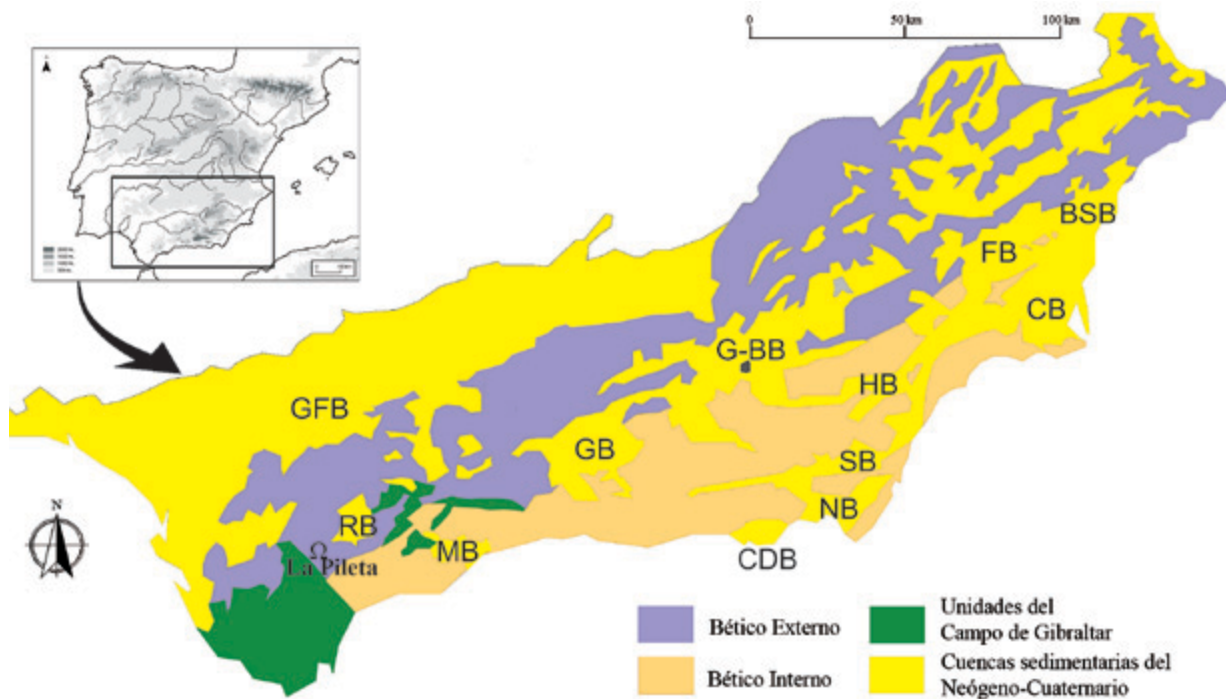 50 km
100 km
0
BSB
FB
CB
G-BB
HB
GFB
GB
SB
NB
RB
MB
CDB
N
Ω
La Pileta
Bético Externo
Unidades del
Campo de Gibraltar
Bético Interno
Cuencas sedimentarias del
Neógeno-Cuaternario